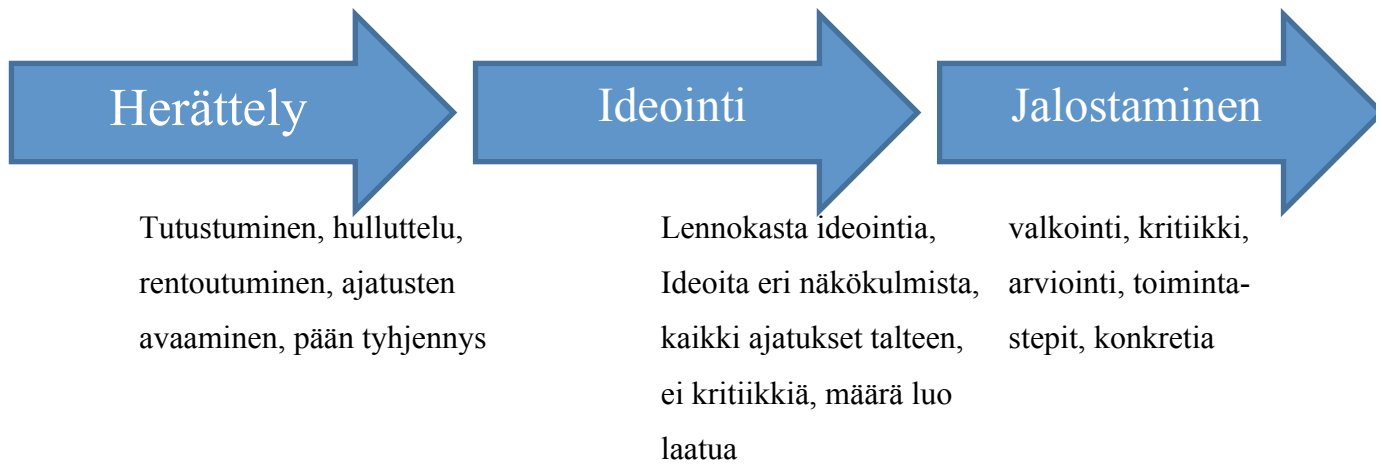 Herättely
Tutustuminen, hulluttelu,
rentoutuminen, ajatusten
avaaminen, pään tyhjennys
Ideointi
Lennokasta ideointia,
Ideoita eri näkökulmista,
kaikki ajatukset talteen,
ei kritiikkiä, määrä luo
laatua
Jalostaminen
valkointi, kritiikki,
arviointi, toiminta-
stepit, konkretia